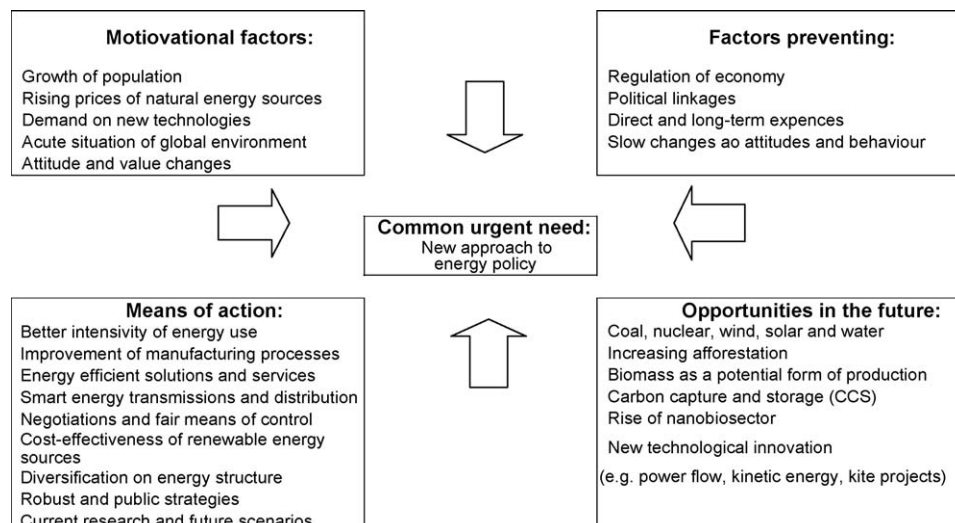 Motiovational factors:
Growth of population
Rising prices of natural energy sources
Demand on new technologies
Acute situation of global environment
Attitude and value changes
Factors preventing:
Regulation of economy
Political linkages
Direct and long-term expences
Slow changes ao attitudes and behaviour
Common urgent need:
New approach to
energy policy
Means of action:
Better intensivity of energy use
Improvement of manufacturing processes
Energy efficient solutions and services
Smart energy transmissions and distribution
Negotiations and fair means of control
Cost-effectiveness of renewable energy
sources
Diversification on energy structure
Robust and public strategies
Current research and future scenarios
Opportunities in the future:
Coal, nuclear, wind, solar and water
Increasing afforestation
Biomass as a potential form of production
Carbon capture and storage (CCS)
Rise of nanobiosector
New technological innovation
(e.g. power flow, kinetic energy, kite projects)